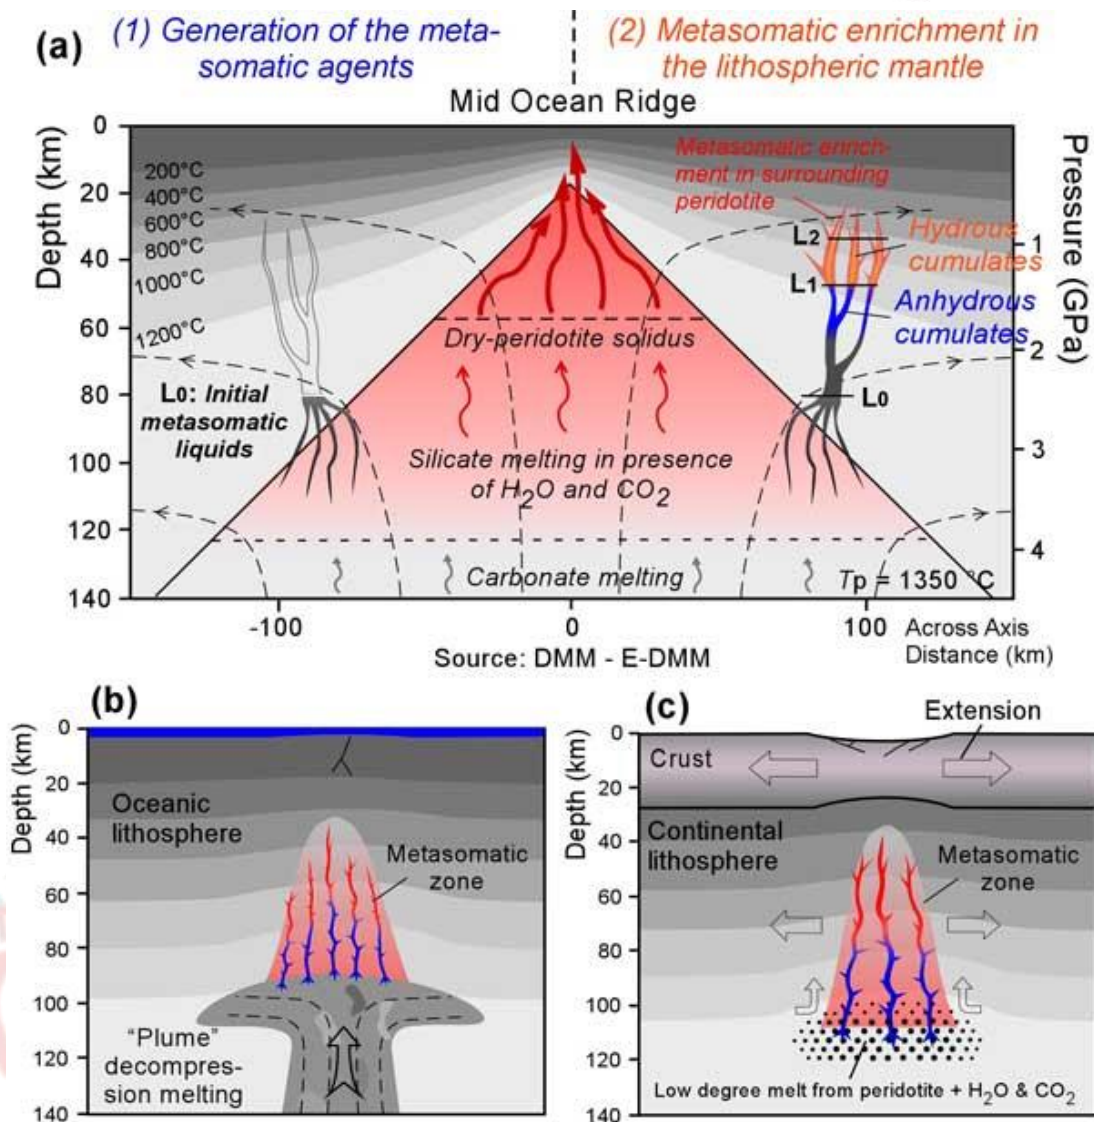 (a)
(1) Generation of the meta-
somatic agents
(2) Metasomatic enrichment in
the lithospheric mantle
Mid Ocean Ridge
Depth (km)
0
20
40
60
80
100
120
140
200°C
400°C
600°C
800°C
1000°C
1200°C
L0: Initial
metasomatic
liquids
Dry-peridotite solidus
Silicate melting in presence
of H2O and CO2
Carbonate melting
Metasomatic enrich-
ment in surrounding
peridotite
L2
Hydrous
cumulates
L1
Anhydrous
cumulates
L0
Tp = 1350 °C
1
2
3
4
Pressure (GPa)
-100
0
100
Across Axis
Distance (km)
Source: DMM - E-DMM
(b)
Depth (km)
0
20
40
60
80
100
120
140
Oceanic
lithosphere
Metasomatic
zone
“Plume”
decompres-
sion melting
(c)
Extension
Depth (km)
0
20
40
60
80
100
120
140
Crust
Continental
lithosphere
Metasomatic
zone
Low degree melt from peridotite + H2O & CO2